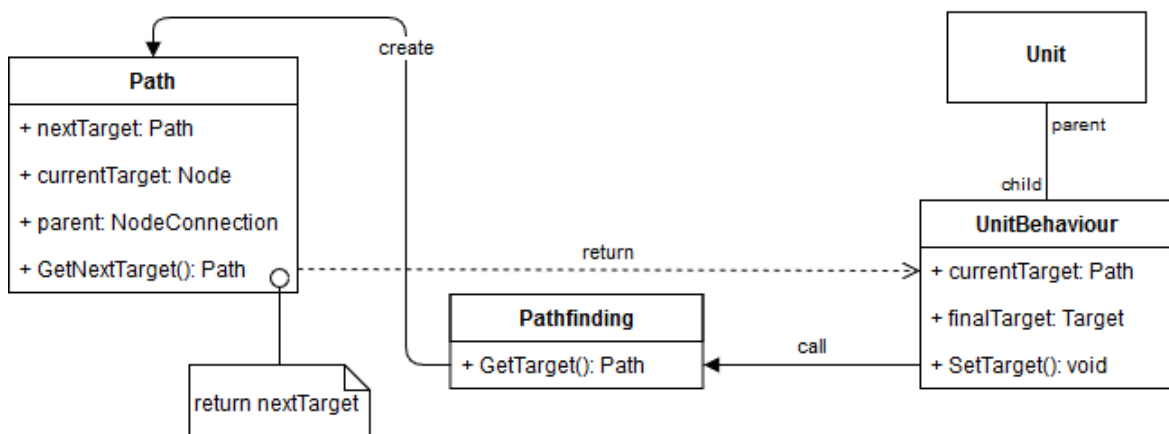 create
Path
+ nextTarget: Path
+ currentTarget: Node
+ parent: NodeConnection
+ GetNextTarget(): Path
return nextTarget
return
Pathfinding
+ GetTarget(): Path
call
Unit
parent
child
UnitBehaviour
+ currentTarget: Path
+ finalTarget: Target
+ SetTarget(): void